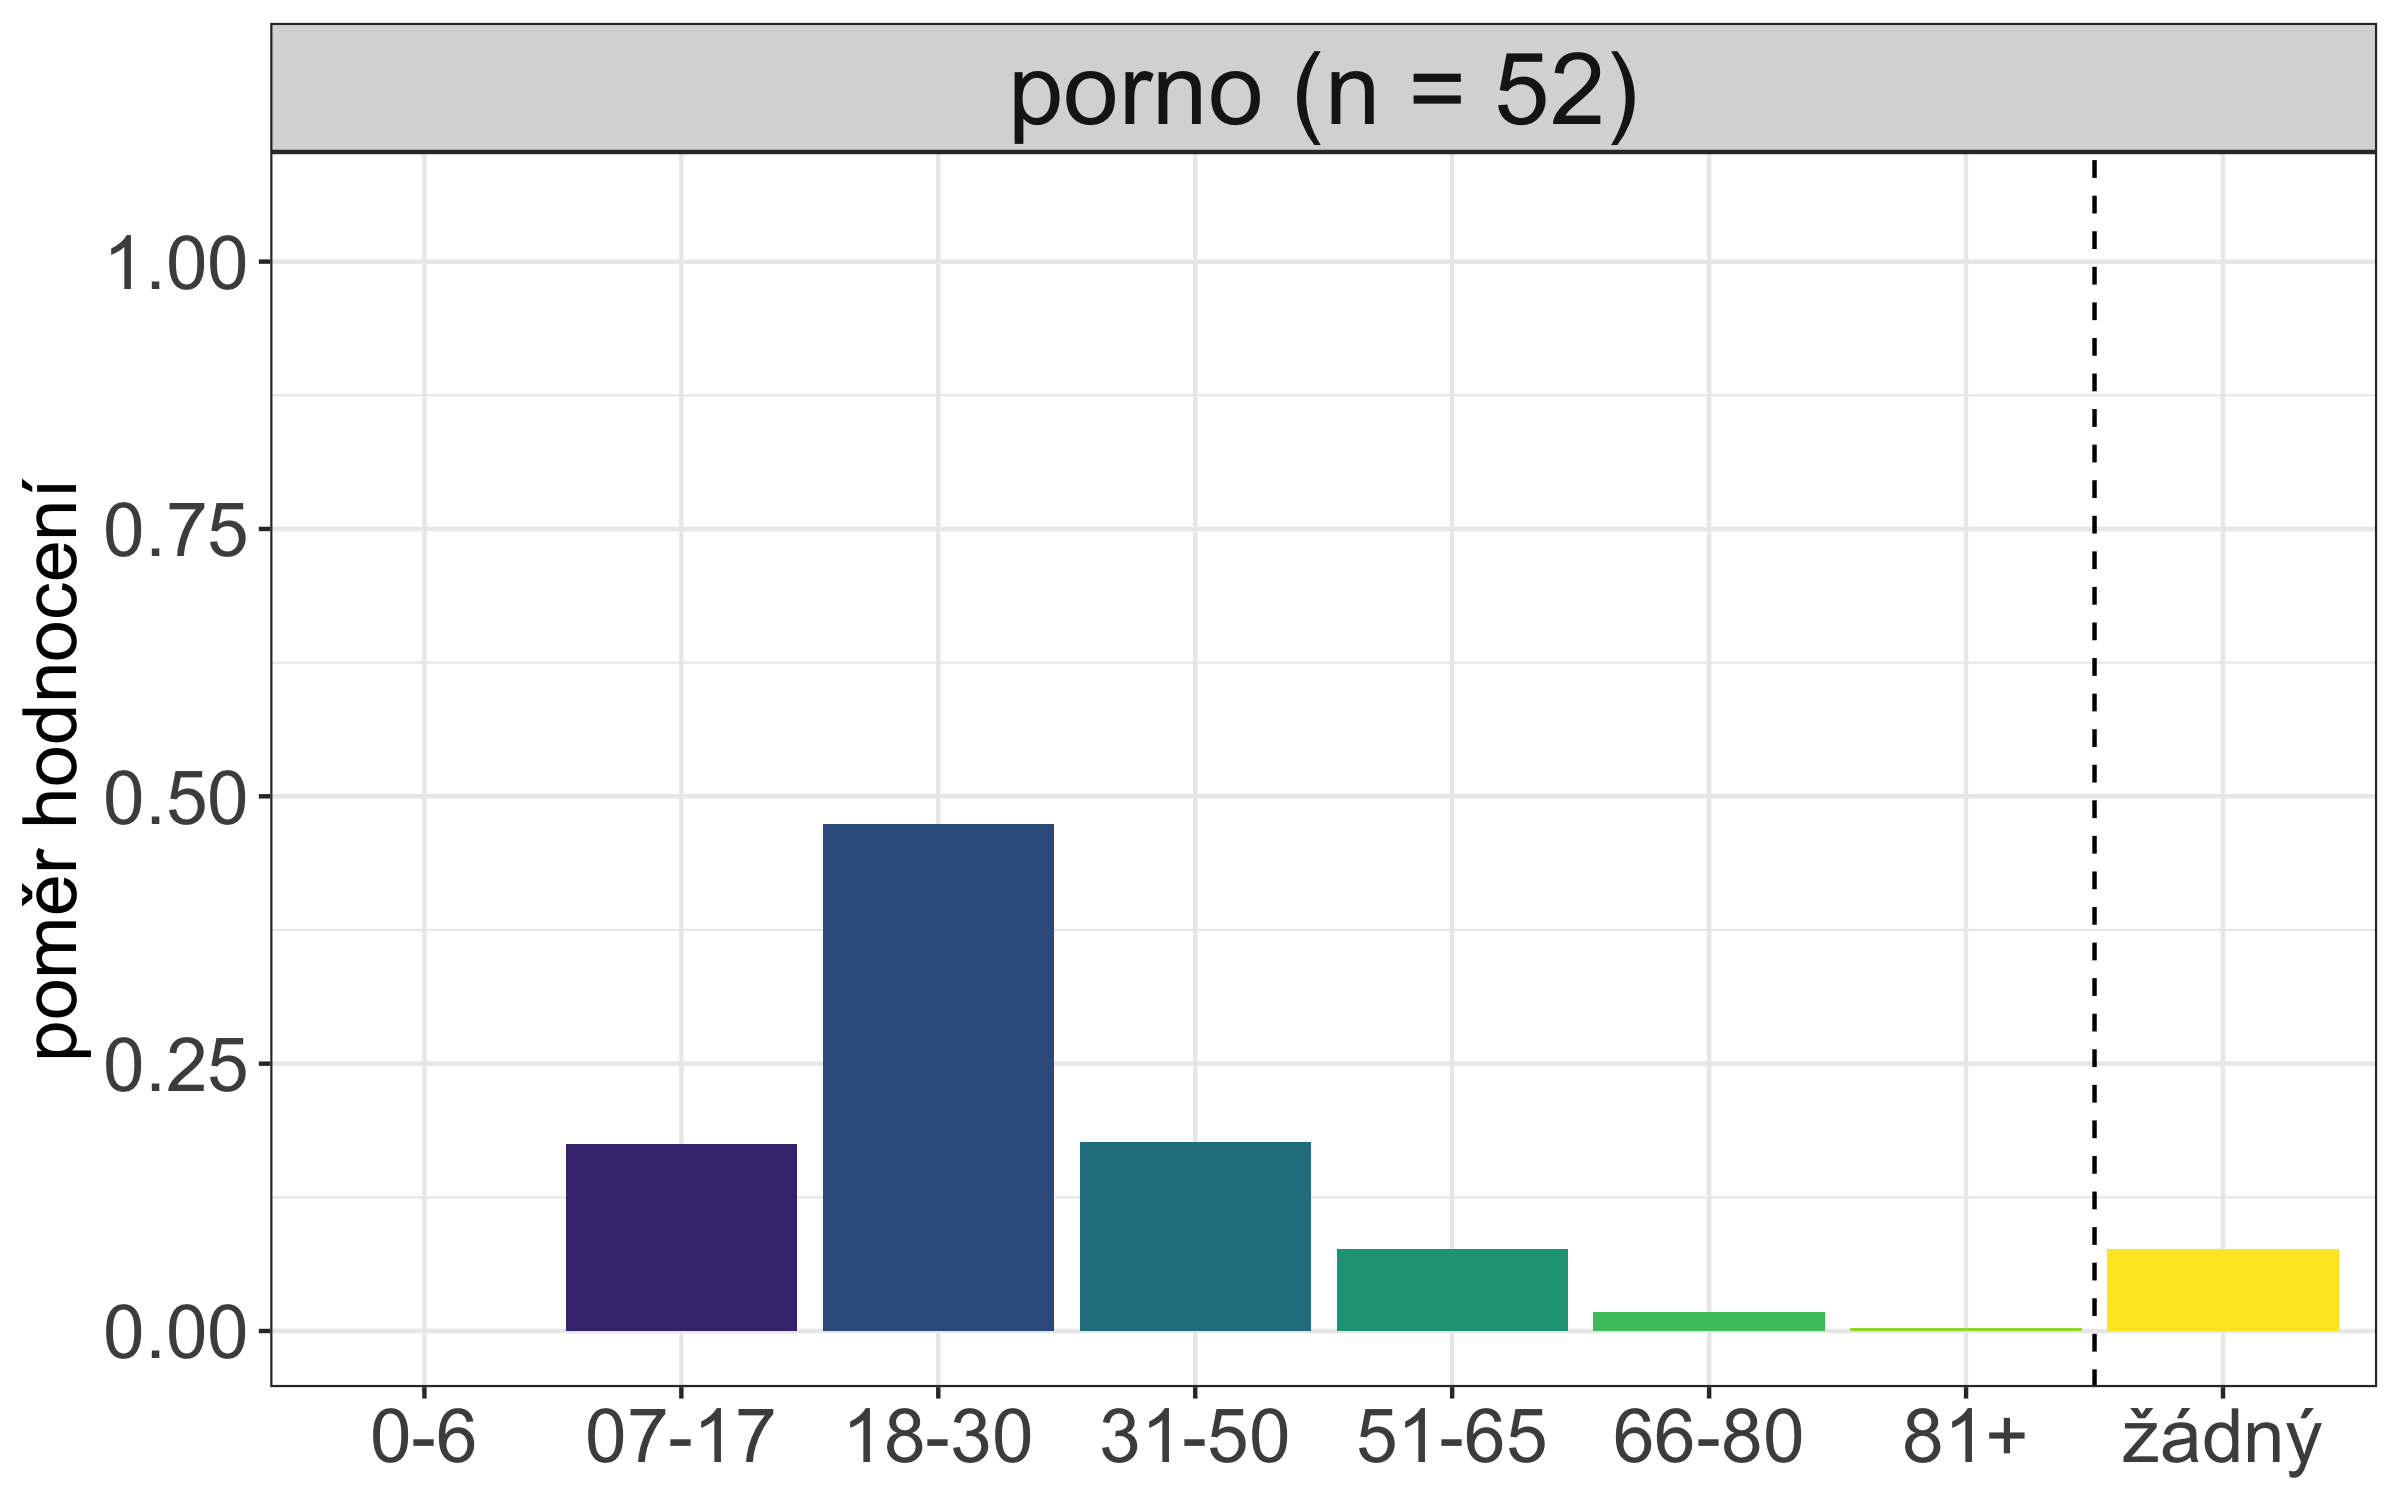 porno (n = 52)
poměr hodnocení
1.00
0.75
0.50
0.25
0.00
0-6 07-17 18-30 31-50 51-65 66-80 81+ žádný